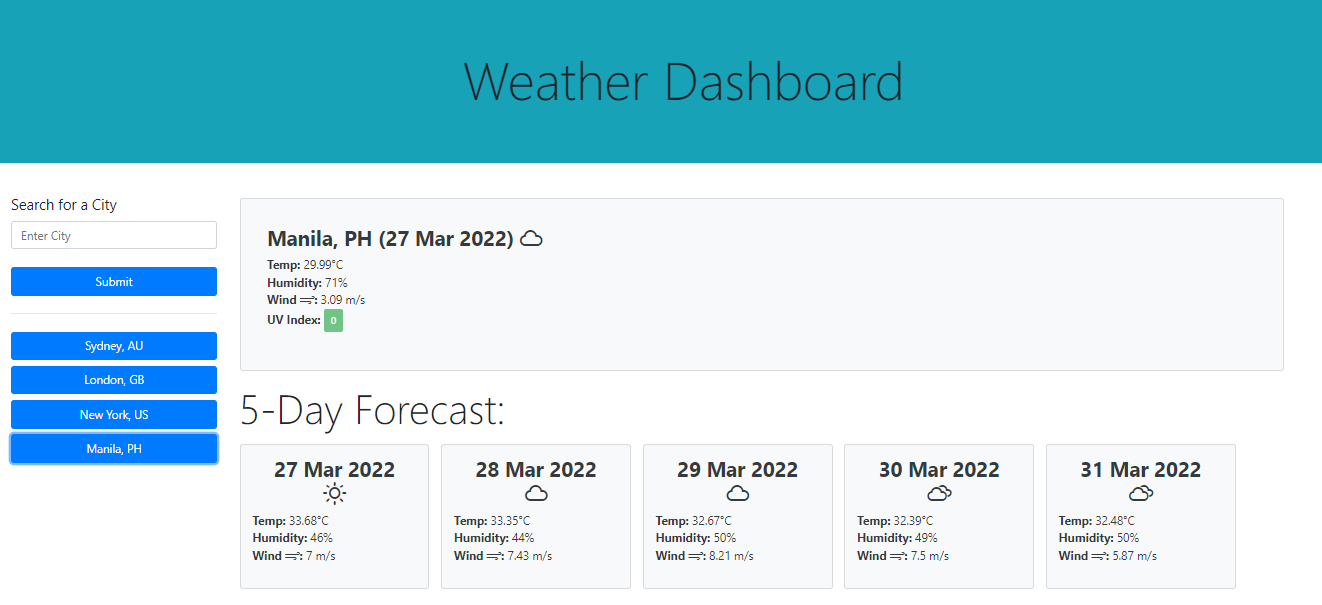 Weather Dashboard
Search for a City
Enter City
Submit
Sydney, AU
London, GB
New York, US
Manila, PH
Manila, PH (27 Mar 2022)
Temp: 29.99°C
Humidity: 71%
Wind : 3.09 m/s
UV Index: 0
5-Day Forecast:
27 Mar 2022
Temp: 33.68°C
Humidity: 46%
Wind : 7 m/s
28 Mar 2022
Temp: 33.35°C
Humidity: 44%
Wind : 7.43 m/s
29 Mar 2022
Temp: 32.67°C
Humidity: 50%
Wind : 8.21 m/s
30 Mar 2022
Temp: 32.39°C
Humidity: 49%
Wind : 7.5 m/s
31 Mar 2022
Temp: 32.48°C
Humidity: 50%
Wind : 5.87 m/s